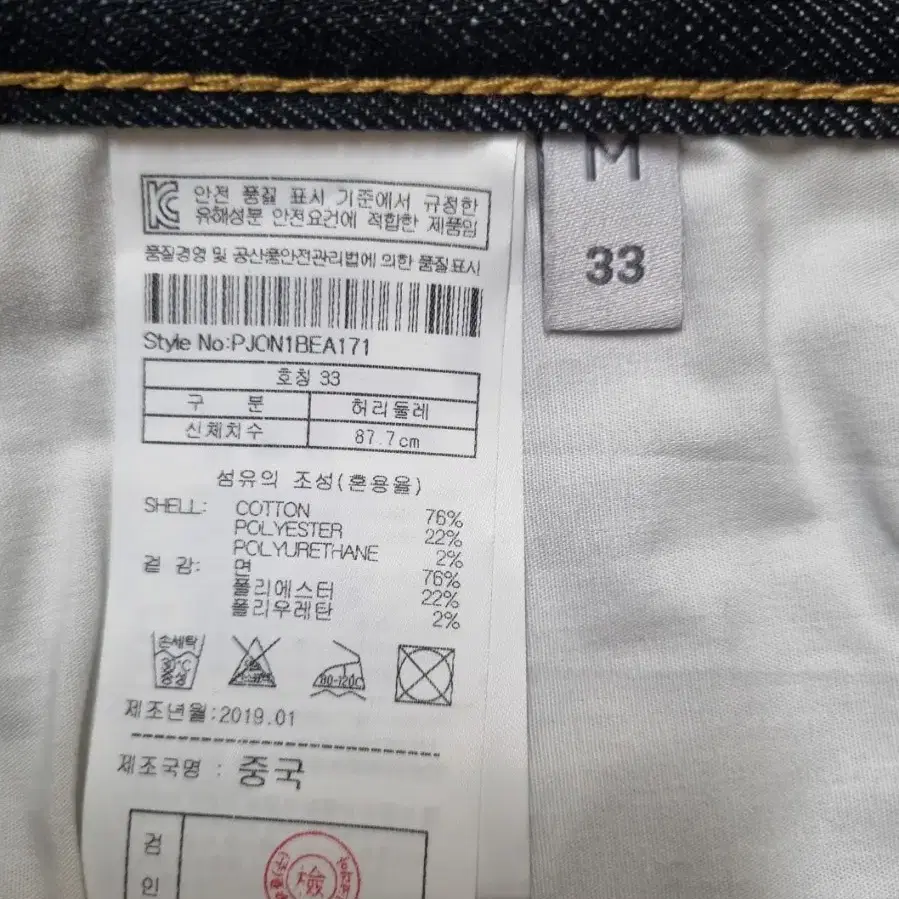 M
33
KC 안전 품질 표시 기준에서 규정한
유해성분 안전요건에 적합한 제품임
품질경영 및 공산품안전관리법에 의한 품질표시
Style No:PJON1BEA171
호칭 33
구 분 허리둘레
신체치수 87.7cm
섬유의 조성(혼용율)
SHELL: COTTON 76%
POLYESTER 22%
POLYURETHANE 2%
겉 감: 면 76%
폴리에스터 22%
폴리우레탄 2%
손세탁
30℃
중성
80-120C
제조년월:2019.01
제조국명 : 중국
검
인
檢